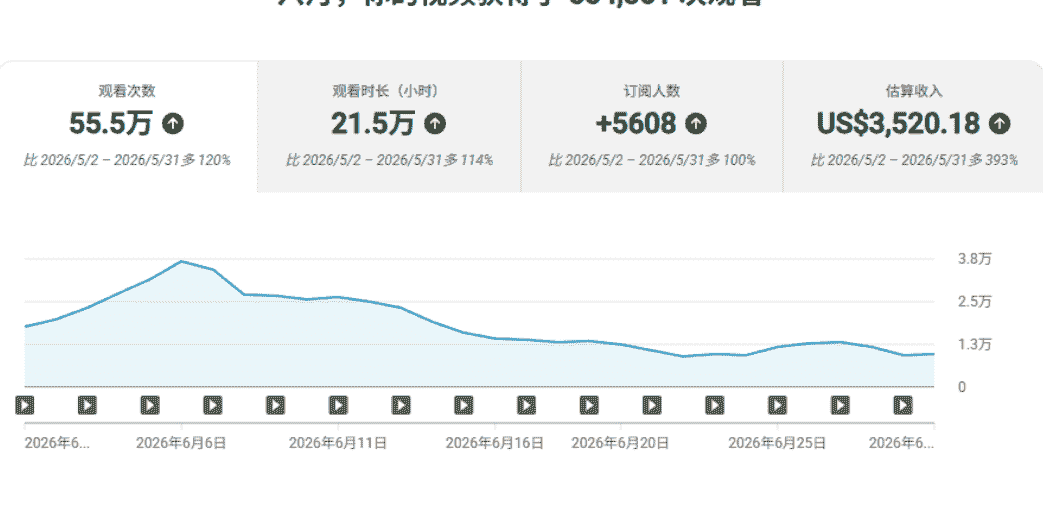 观看次数
55.5万
比 2026/5/2 – 2026/5/31 多 120%
观看时长（小时）
21.5万
比 2026/5/2 – 2026/5/31 多 114%
订阅人数
+5608
比 2026/5/2 – 2026/5/31 多 100%
估算收入
US$3,520.18
比 2026/5/2 – 2026/5/31 多 393%
3.8万
2.5万
1.3万
0
2026年6...
2026年6月6日
2026年6月11日
2026年6月16日
2026年6月20日
2026年6月25日
2026年6...